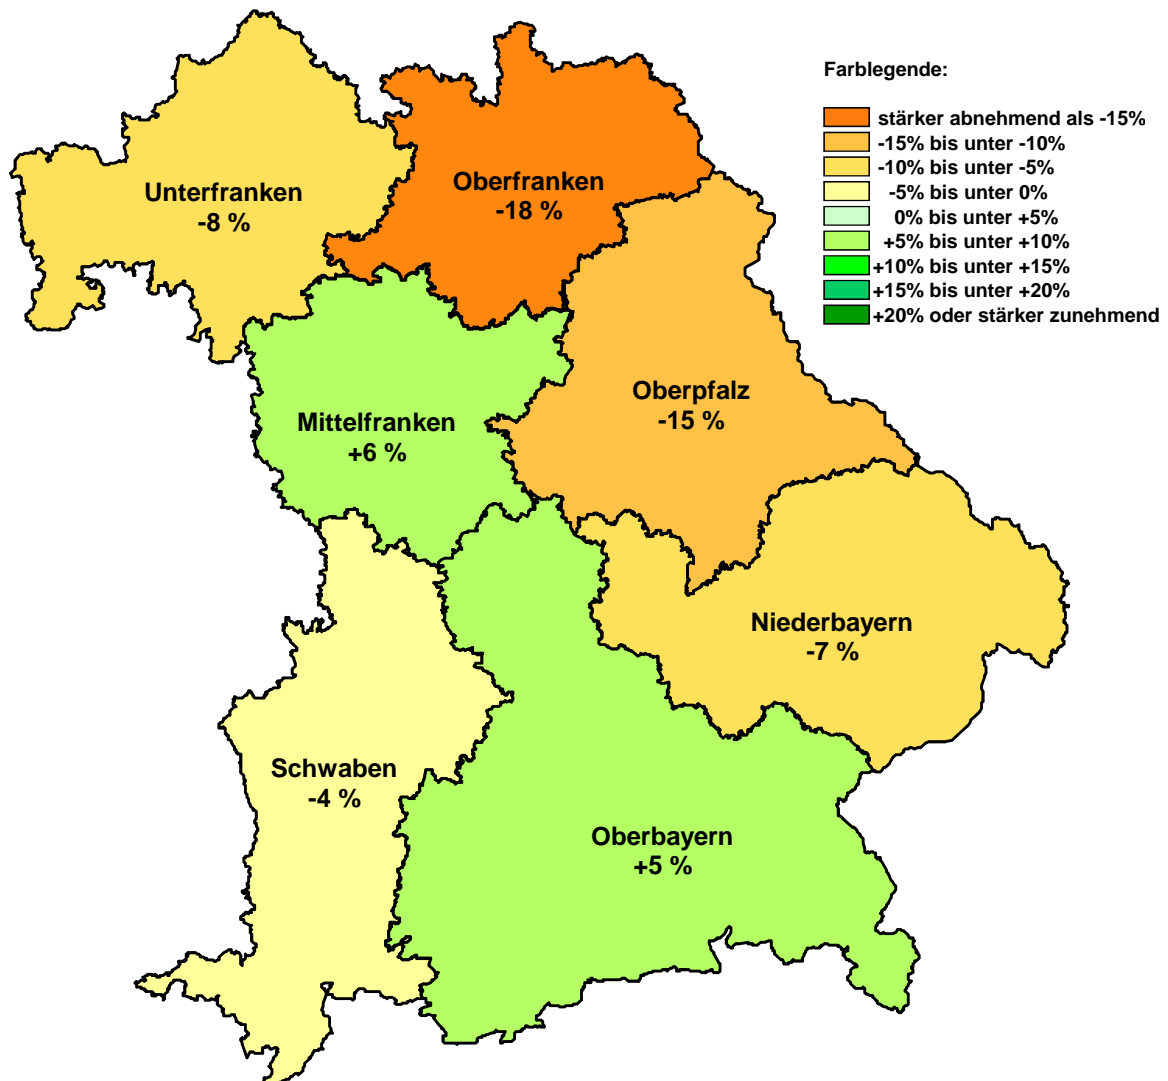 Farblegende:
stärker abnehmend als -15%
-15% bis unter -10%
-10% bis unter -5%
-5% bis unter 0%
0% bis unter +5%
+5% bis unter +10%
+10% bis unter +15%
+15% bis unter +20%
+20% oder stärker zunehmend
Unterfranken
-8 %
Oberfranken
-18 %
Mittelfranken
+6 %
Oberpfalz
-15 %
Niederbayern
-7 %
Schwaben
-4 %
Oberbayern
+5 %